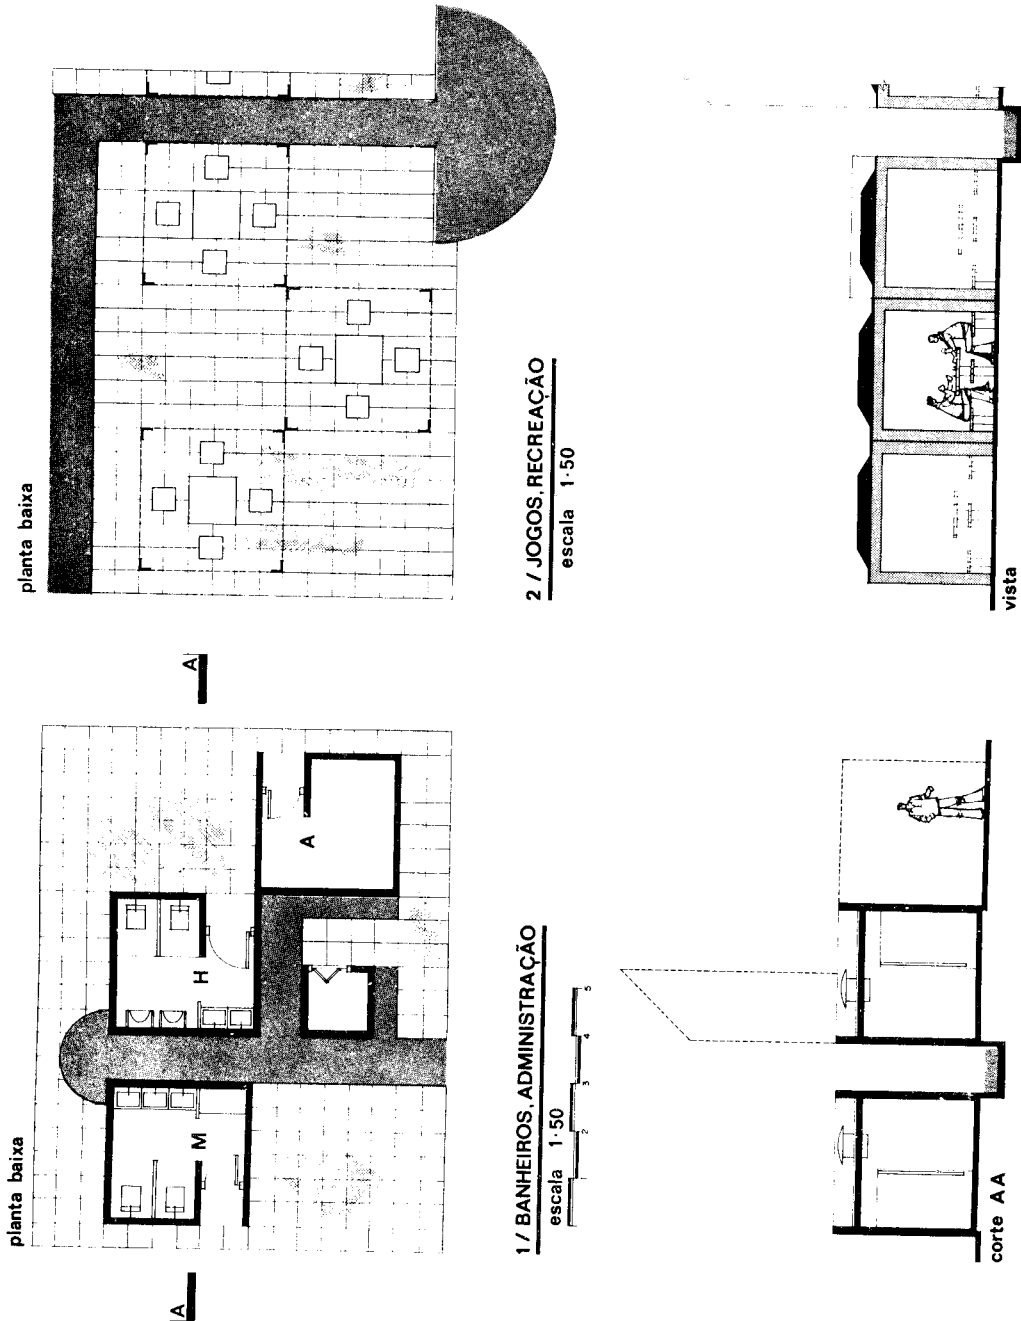 planta baixa
A
A
M
H
A
1 / BANHEIROS, ADMINISTRAÇÃO
escala 1·50
1 2 3 4 5
corte A A
planta baixa
2 / JOGOS, RECREAÇÃO
escala 1·50
vista